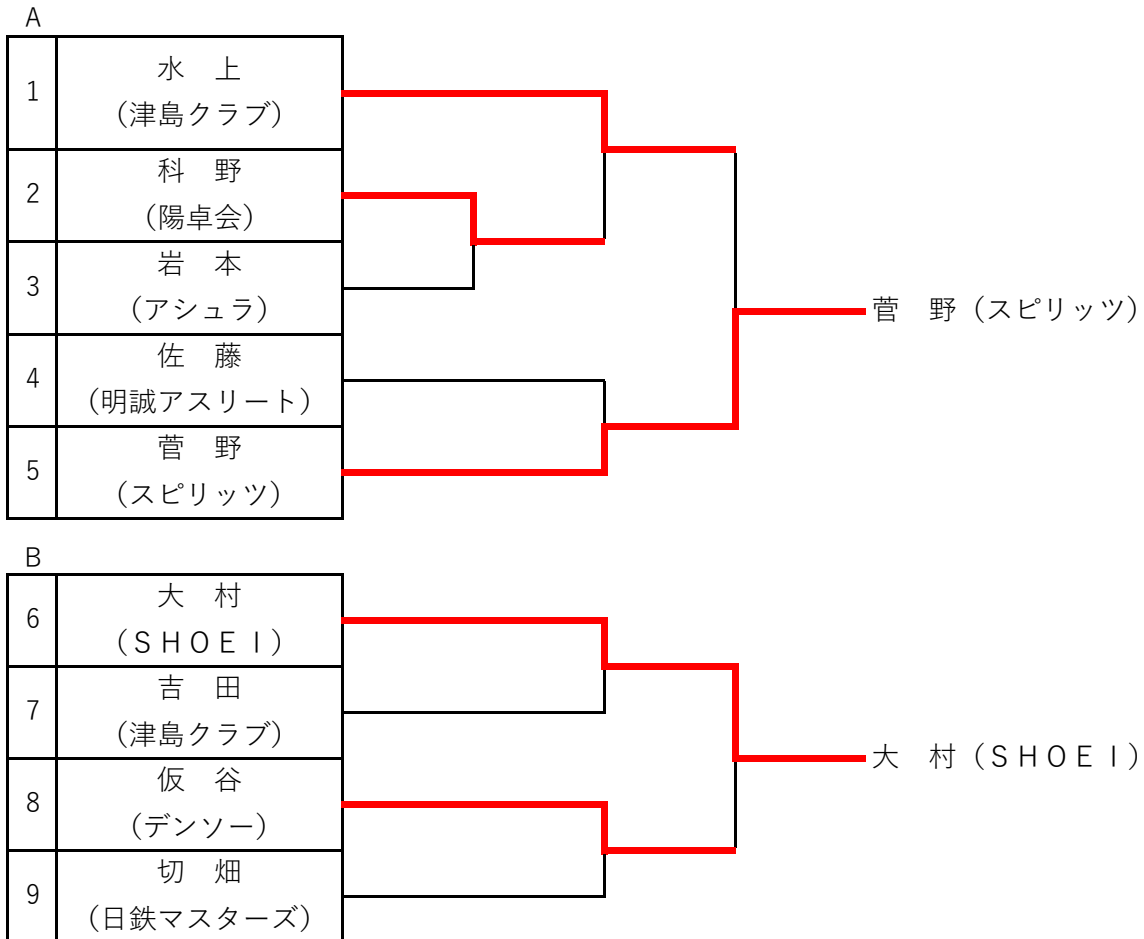 A
1
水　上
（津島クラブ）
2
科　野
（陽卓会）
3
岩　本
（アシュラ）
4
佐　藤
（明誠アスリート）
5
菅　野
（スピリッツ）
菅　野（スピリッツ）
B
6
大　村
（ＳＨＯＥＩ）
7
吉　田
（津島クラブ）
8
仮　谷
（デンソー）
9
切　畑
（日鉄マスターズ）
大　村（ＳＨＯＥＩ）